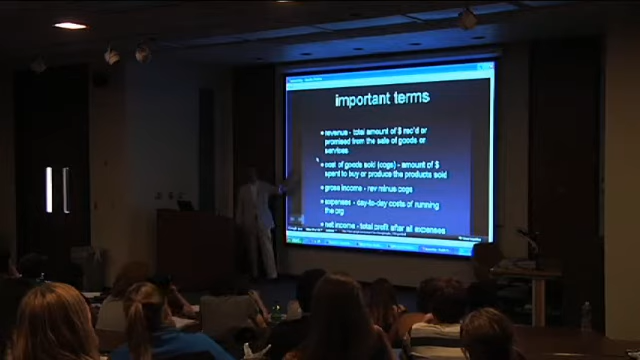 important terms
revenue - total amount of $ rec'd or
promised from the sale of goods or
services
cost of goods sold (cogs) - amount of $
spent to buy or produce the products sold
gross income - rev minus cogs
expenses - day-to-day costs of running
the org
net income - total profit after all expenses